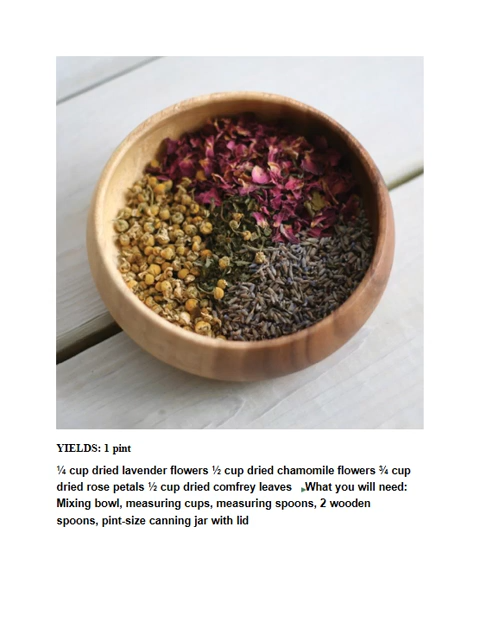 YIELDS: 1 pint
¼ cup dried lavender flowers ½ cup dried chamomile flowers ¾ cup
dried rose petals ½ cup dried comfrey leaves What you will need:
Mixing bowl, measuring cups, measuring spoons, 2 wooden
spoons, pint-size canning jar with lid